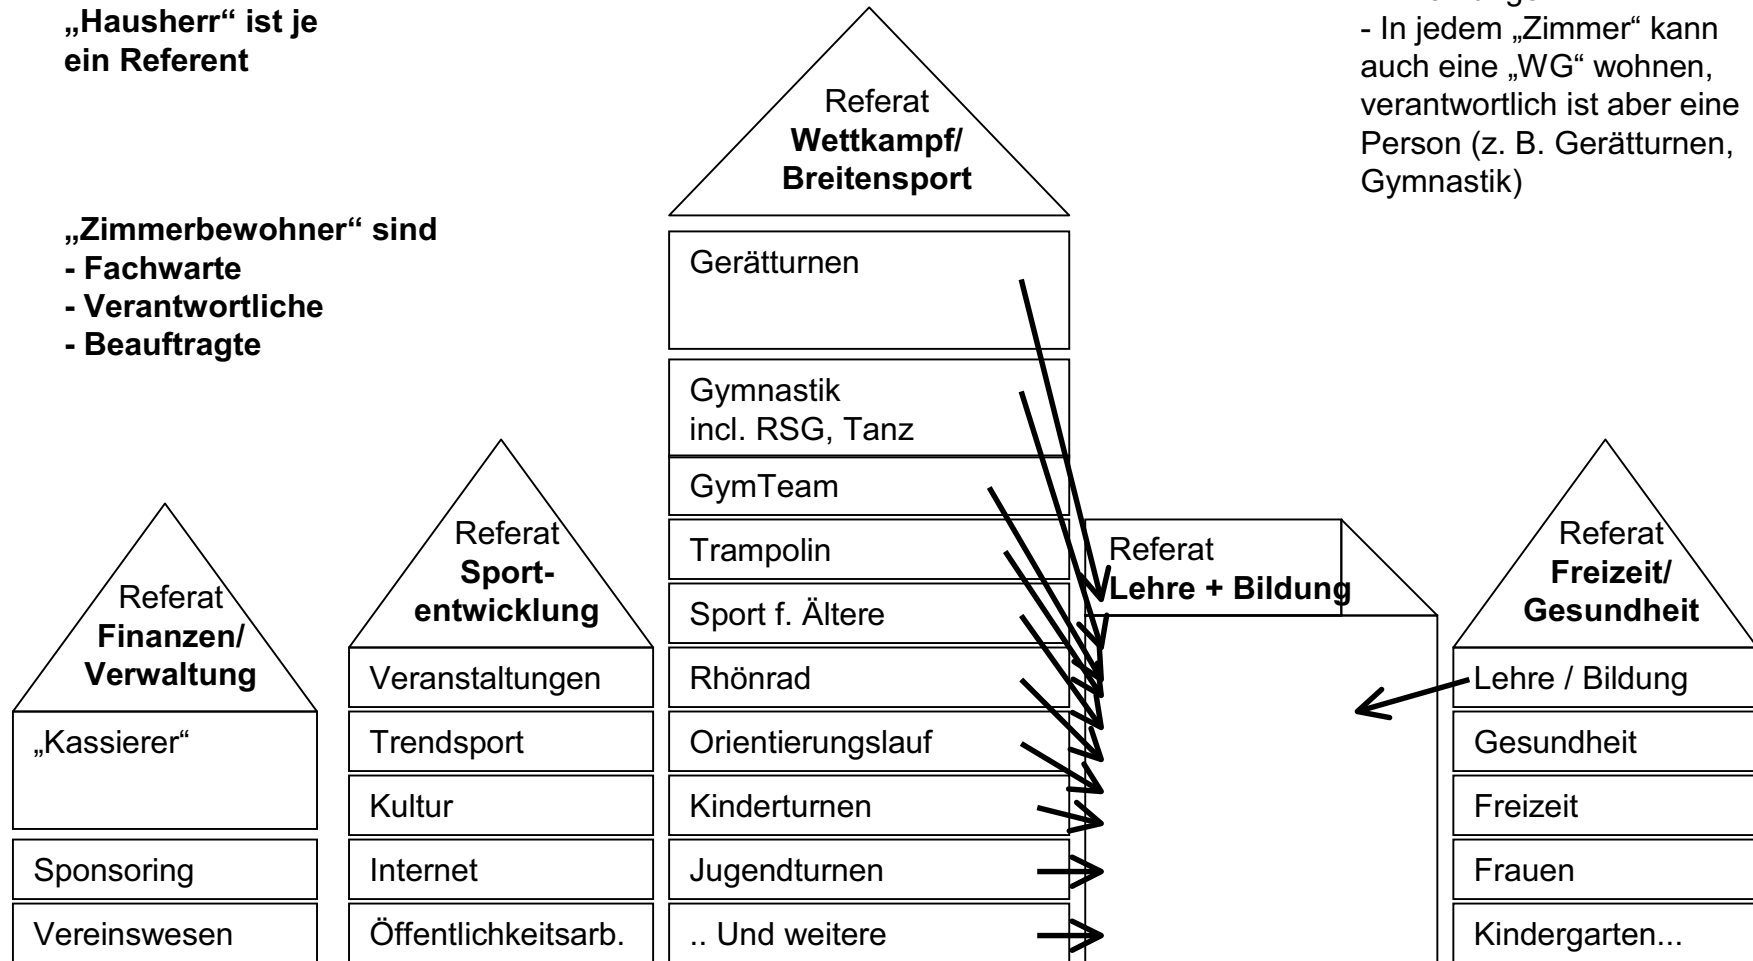 „Hausherr“ ist je
ein Referent
„Zimmerbewohner“ sind
- Fachwarte
- Verantwortliche
- Beauftragte
- In jedem „Zimmer“ kann
auch eine „WG“ wohnen,
verantwortlich ist aber eine
Person (z. B. Gerätturnen,
Gymnastik)
Referat
Finanzen/
Verwaltung
„Kassierer“
Sponsoring
Vereinswesen
Referat
Sport-
entwicklung
Veranstaltungen
Trendsport
Kultur
Internet
Öffentlichkeitsarb.
Referat
Wettkampf/
Breitensport
Gerätturnen
Gymnastik
incl. RSG, Tanz
GymTeam
Trampolin
Sport f. Ältere
Rhönrad
Orientierungslauf
Kinderturnen
Jugendturnen
.. Und weitere
Referat
Lehre + Bildung
Referat
Freizeit/
Gesundheit
Lehre / Bildung
Gesundheit
Freizeit
Frauen
Kindergarten...